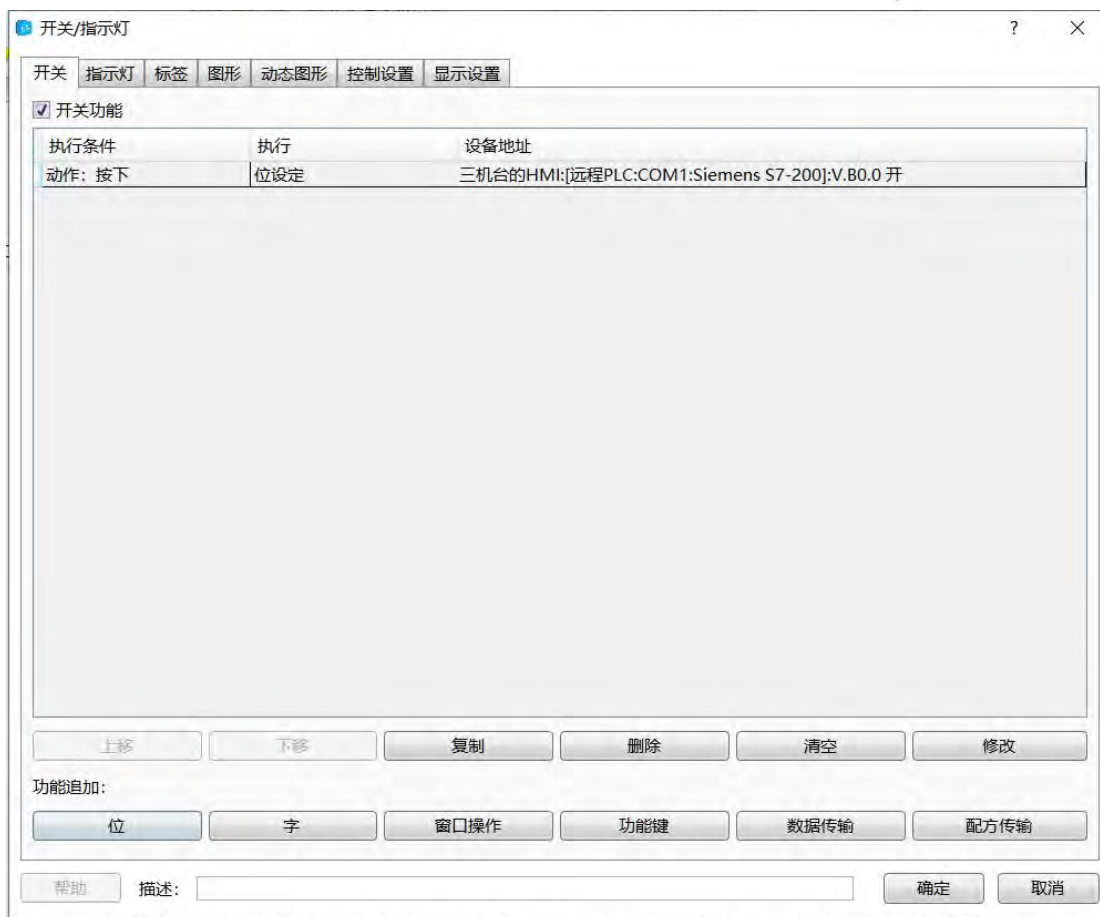 开关/指示灯 ?
开关 指示灯 标签 图形 动态图形 控制设置 显示设置
开关功能
执行条件 执行 设备地址
动作：按下 位设定 三机台的HMI:[远程PLC:COM1:Siemens S7-200]:V.B0.0 开
上移 下移 复制 删除 清空 修改
功能追加:
位 字 窗口操作 功能键 数据传输 配方传输
帮助 描述: 确定 取消